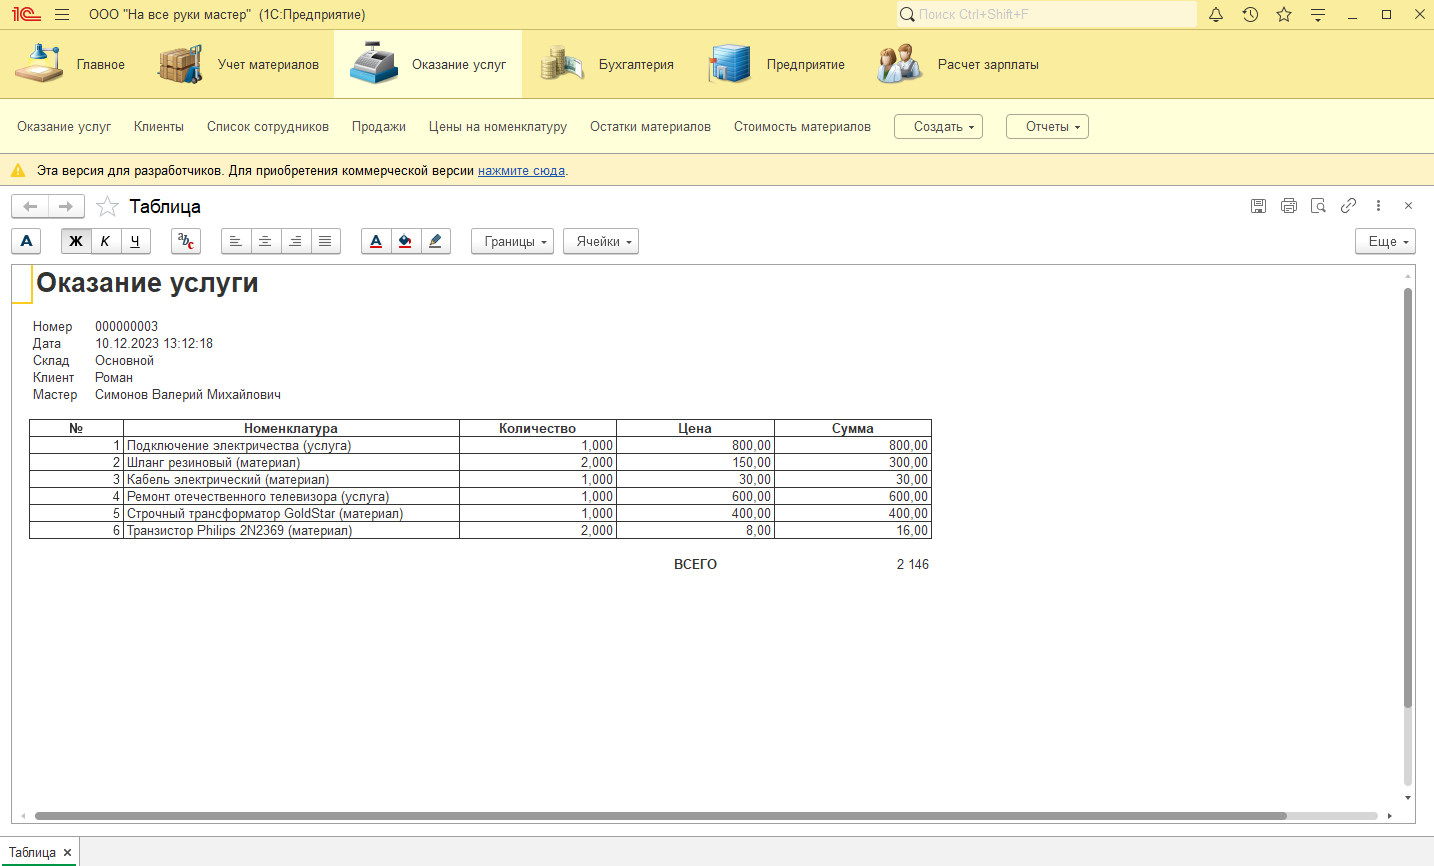 1С ООО "На все руки мастер" (1С:Предприятие) Поиск Ctrl+Shift+F
Главное Учет материалов Оказание услуг Бухгалтерия Предприятие Расчет зарплаты
Оказание услуг Клиенты Список сотрудников Продажи Цены на номенклатуру Остатки материалов Стоимость материалов Создать Отчеты
Эта версия для разработчиков. Для приобретения коммерческой версии нажмите сюда.
Таблица
А Ж К Ч abc А Границы Ячейки Еще
Оказание услуги
Номер 000000003
Дата 10.12.2023 13:12:18
Склад Основной
Клиент Роман
Мастер Симонов Валерий Михайлович
№ Номенклатура Количество Цена Сумма
1 Подключение электричества (услуга) 1,000 800,00 800,00
2 Шланг резиновый (материал) 2,000 150,00 300,00
3 Кабель электрический (материал) 1,000 30,00 30,00
4 Ремонт отечественного телевизора (услуга) 1,000 600,00 600,00
5 Строчный трансформатор GoldStar (материал) 1,000 400,00 400,00
6 Транзистор Philips 2N2369 (материал) 2,000 8,00 16,00
ВСЕГО 2 146
Таблица